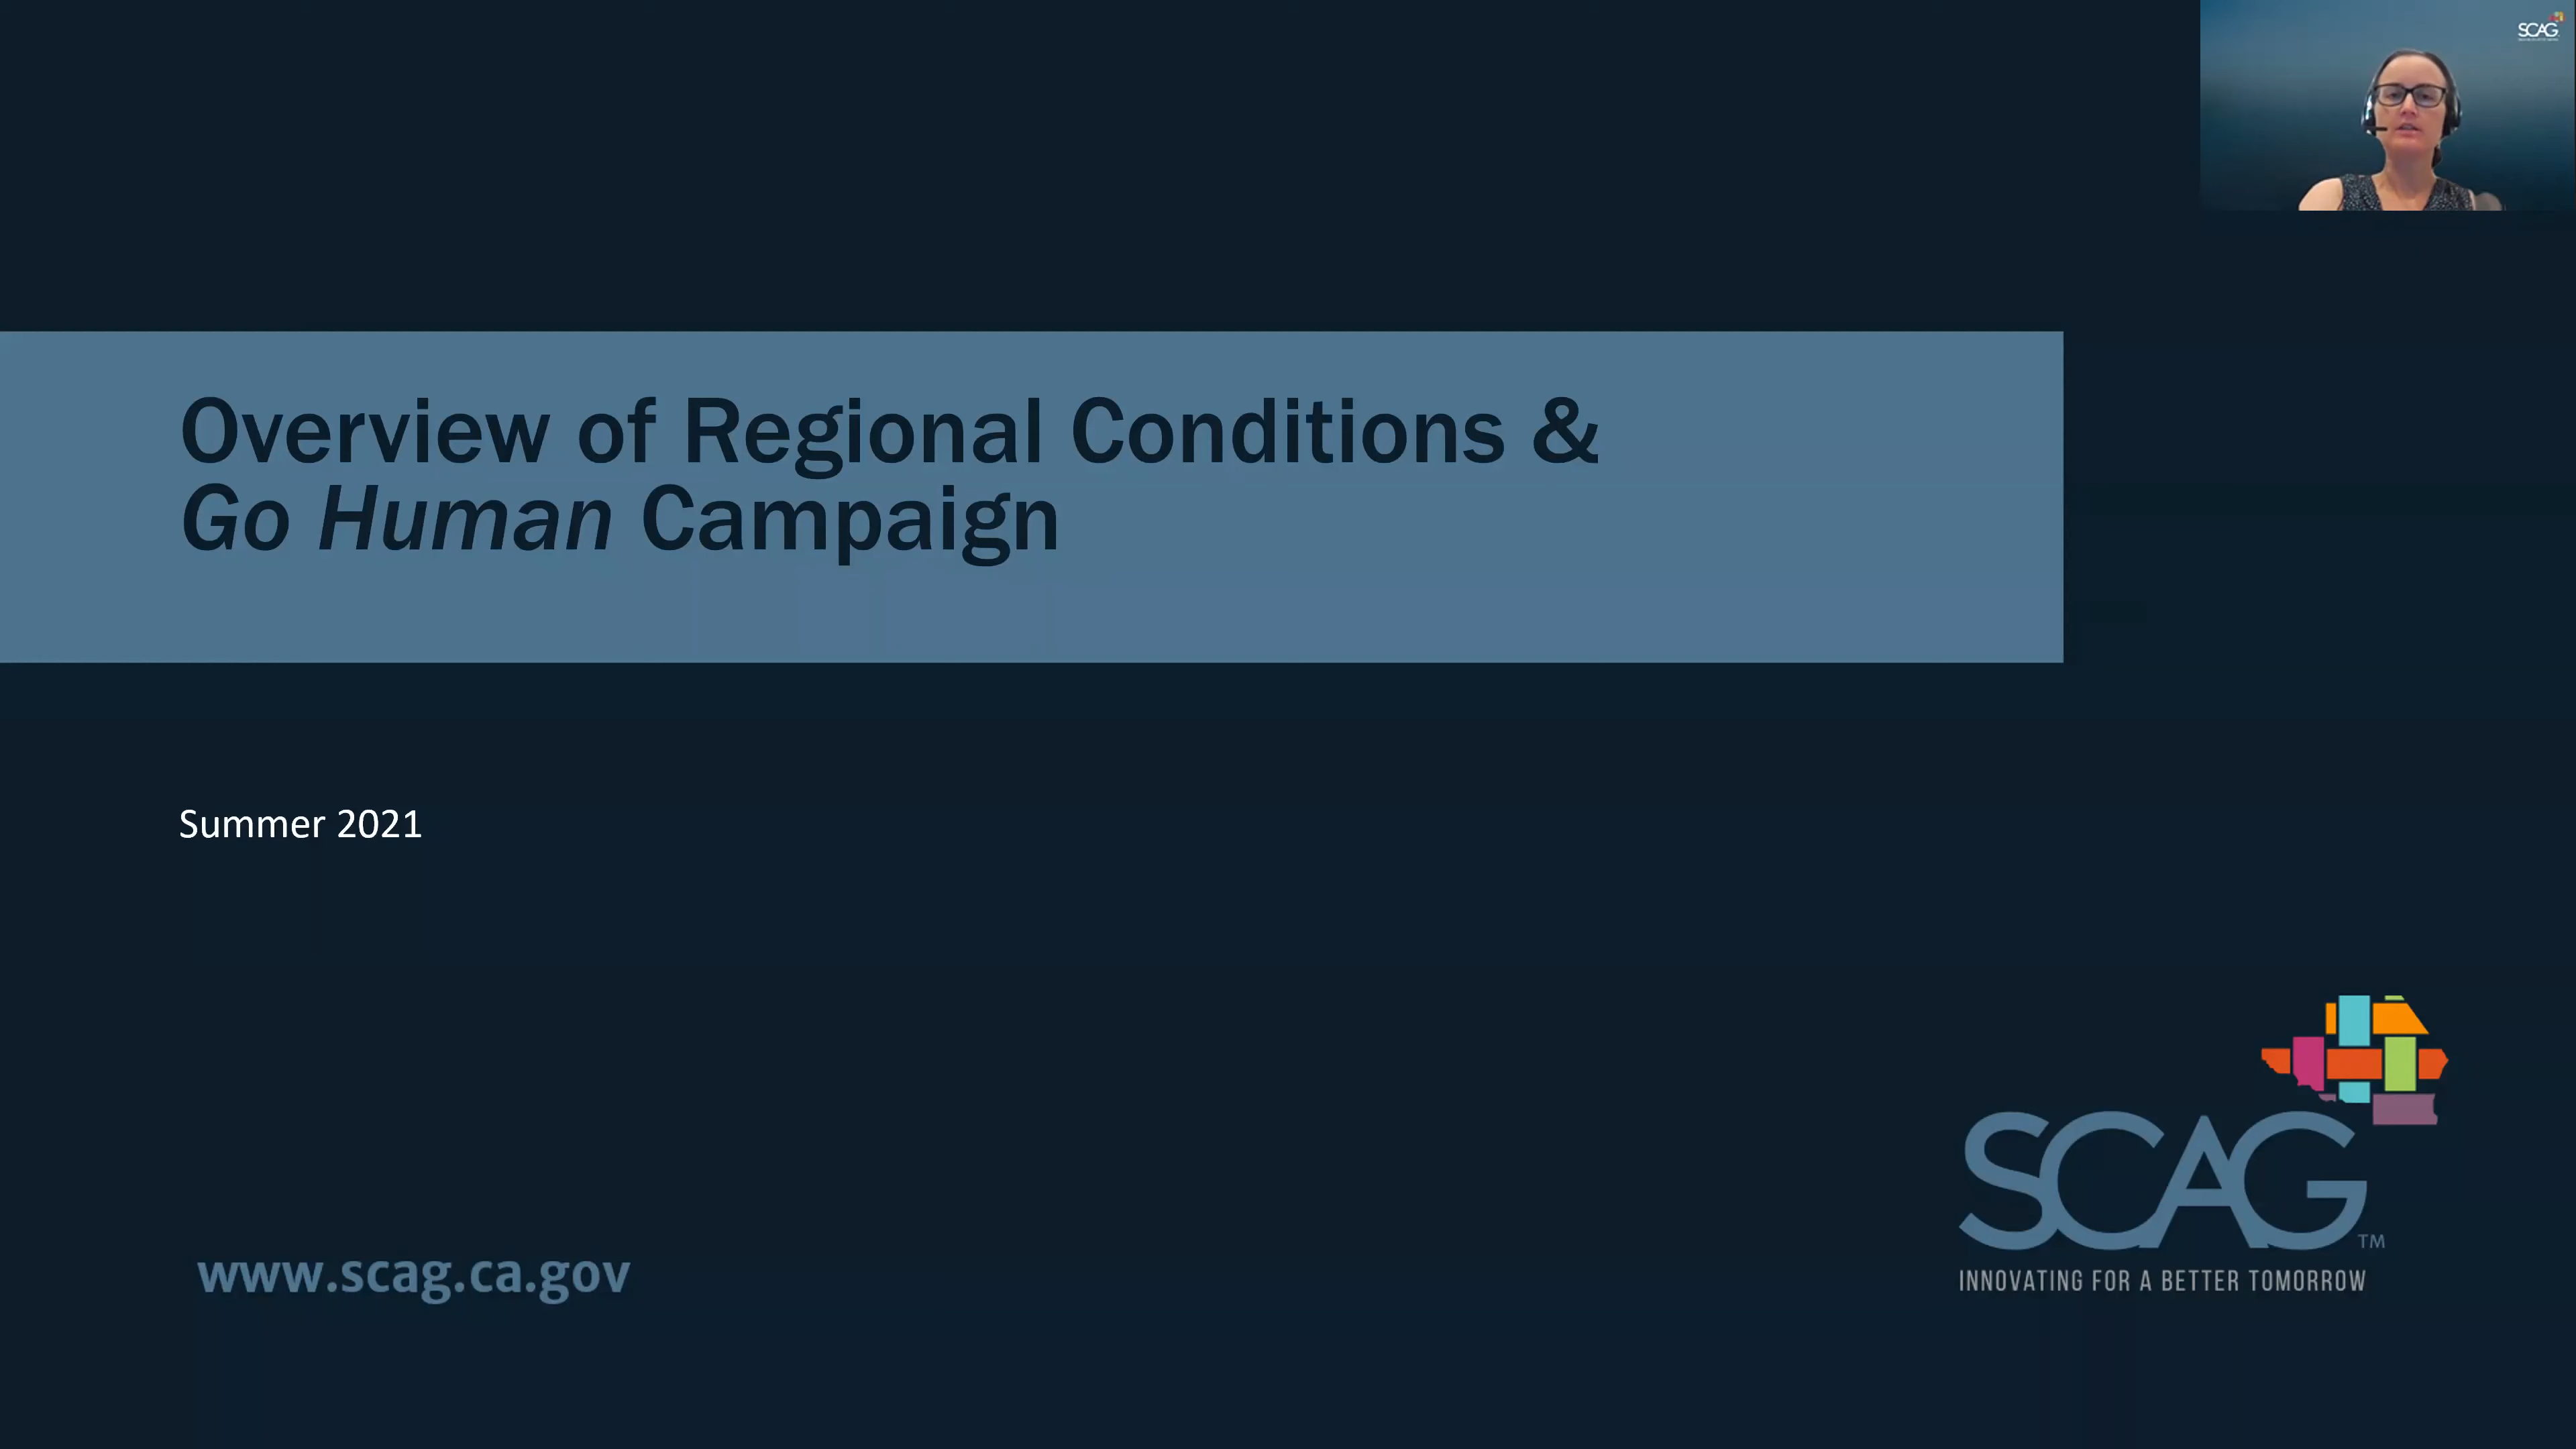 SCAG
Overview of Regional Conditions &
Go Human Campaign
Summer 2021
www.scag.ca.gov
SCAG TM
INNOVATING FOR A BETTER TOMORROW